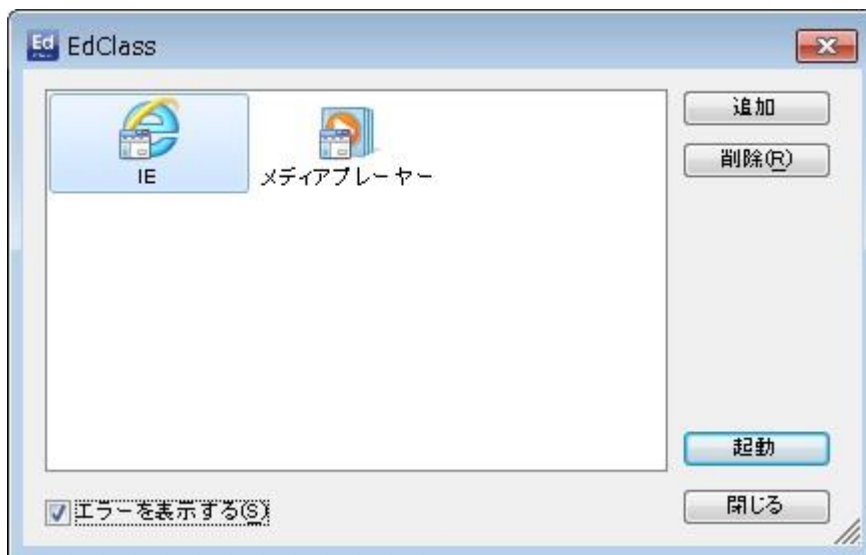 Ed EdClass
追加
削除(R)
IE
メディアプレーヤー
起動
エラーを表示する(S)
閉じる